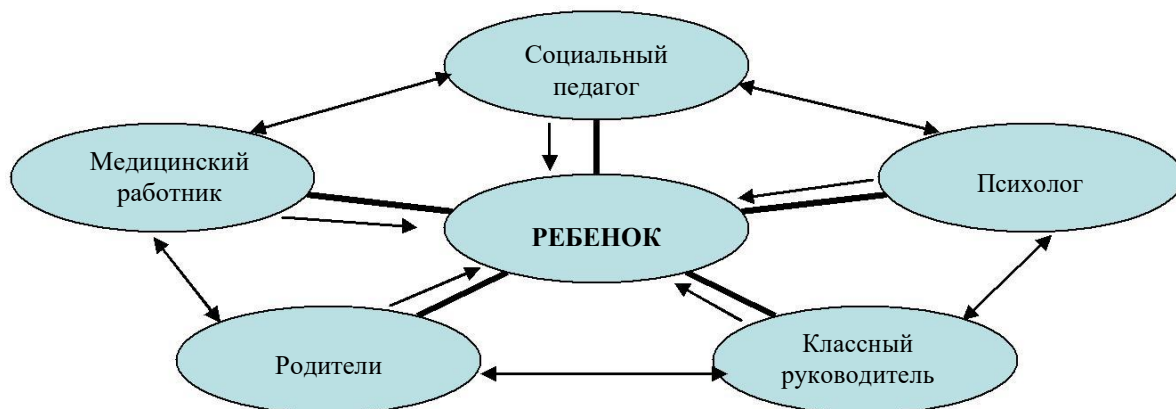 Социальный
педагог
Медицинский
работник
Психолог
РЕБЕНОК
Родители
Классный
руководитель